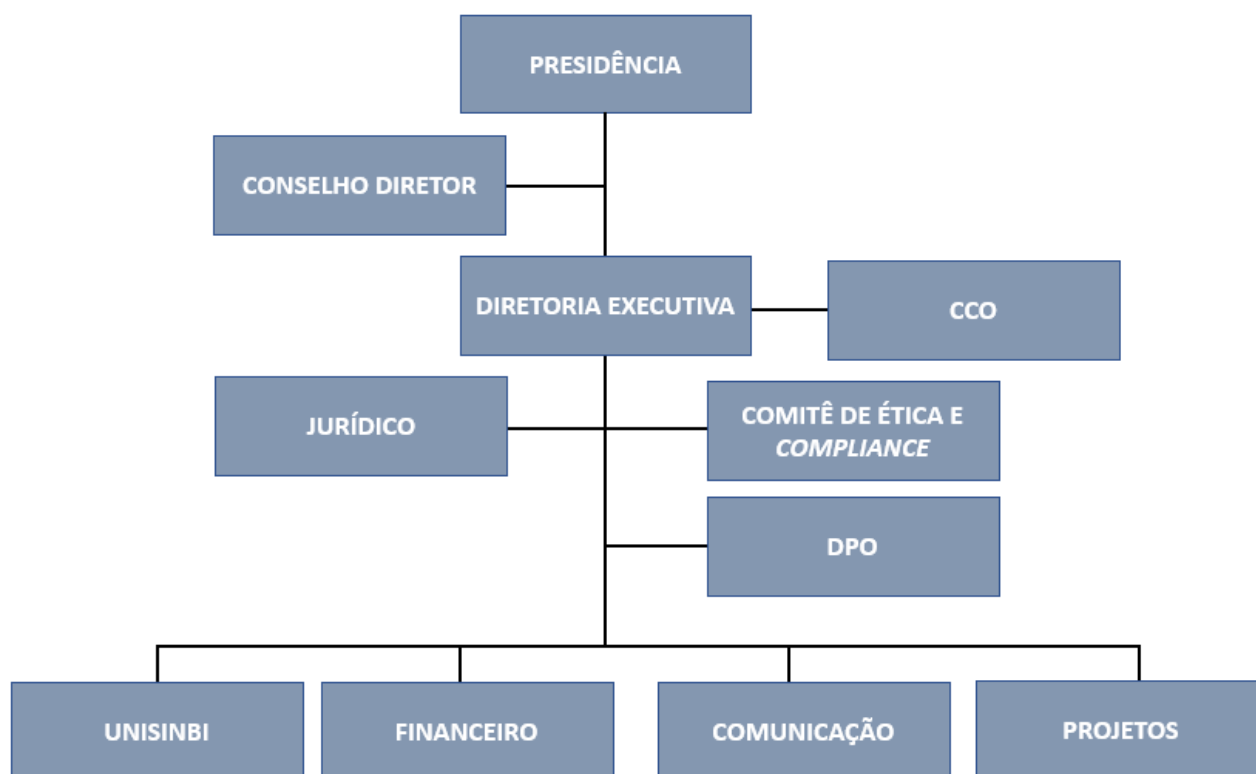 PRESIDÊNCIA
CONSELHO DIRETOR
DIRETORIA EXECUTIVA
CCO
JURÍDICO
COMITÊ DE ÉTICA E
COMPLIANCE
DPO
UNISINBI
FINANCEIRO
COMUNICAÇÃO
PROJETOS